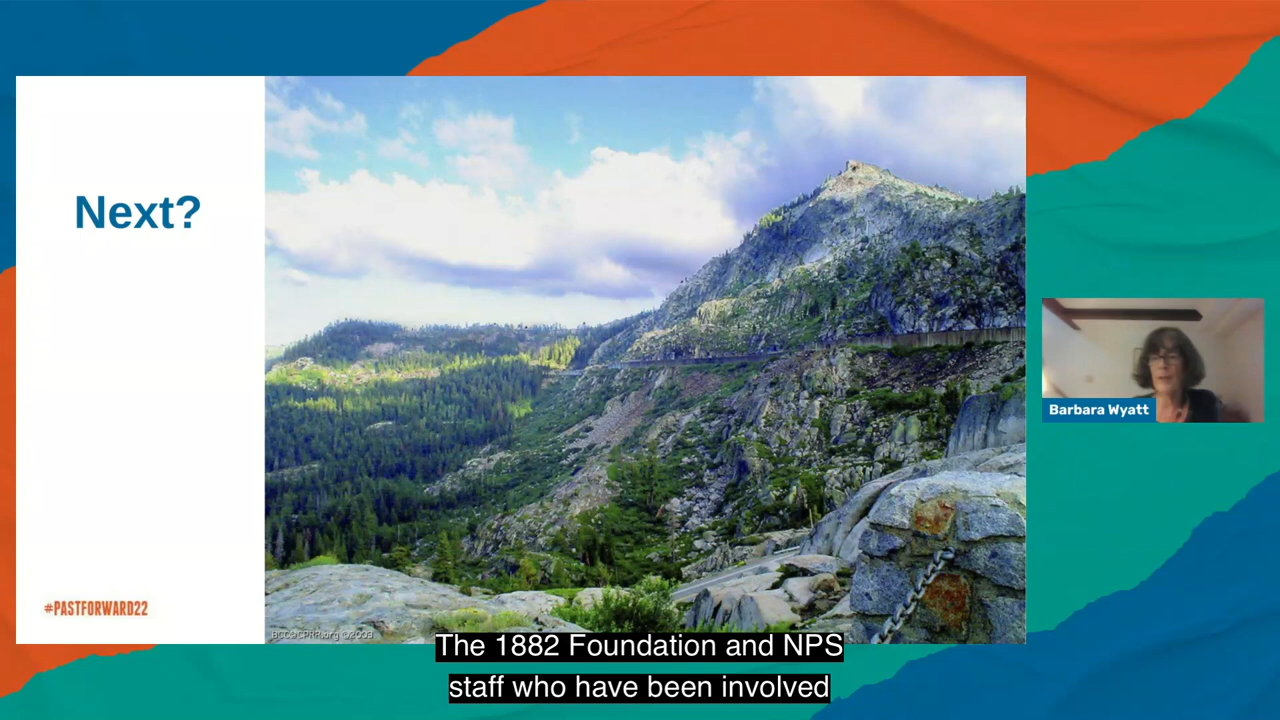 Next?
Barbara Wyatt
#PASTFORWARD22
The 1882 Foundation and NPS
staff who have been involved